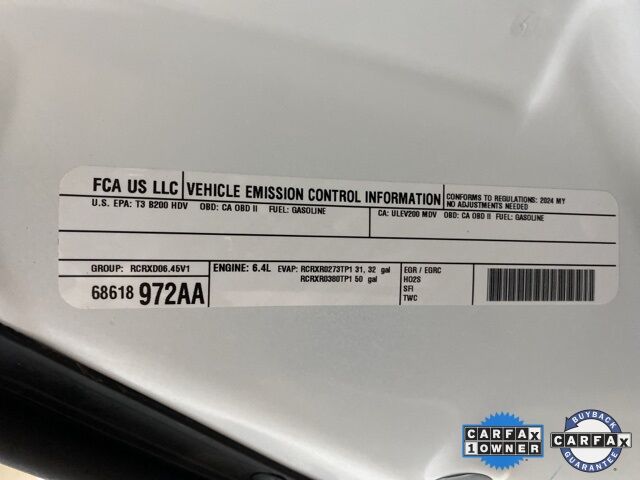 FCA US LLC VEHICLE EMISSION CONTROL INFORMATION CONFORMS TO REGULATIONS: 2024 MY
NO ADJUSTMENTS NEEDED
U.S. EPA: T3 B200 HDV OBD: CA OBD II FUEL: GASOLINE CA: ULEV200 MDV OBD: CA OBD II FUEL: GASOLINE
GROUP: RCRXD06.45V1 ENGINE: 6.4L EVAP: RCRXR0273TP1 31, 32 gal EGR / EGRC
RCRXR0380TP1 50 gal HO2S
68618 972AA SFI
TWC
CARFAX
1 OWNER
BUYBACK
CARFAX
GUARANTEE